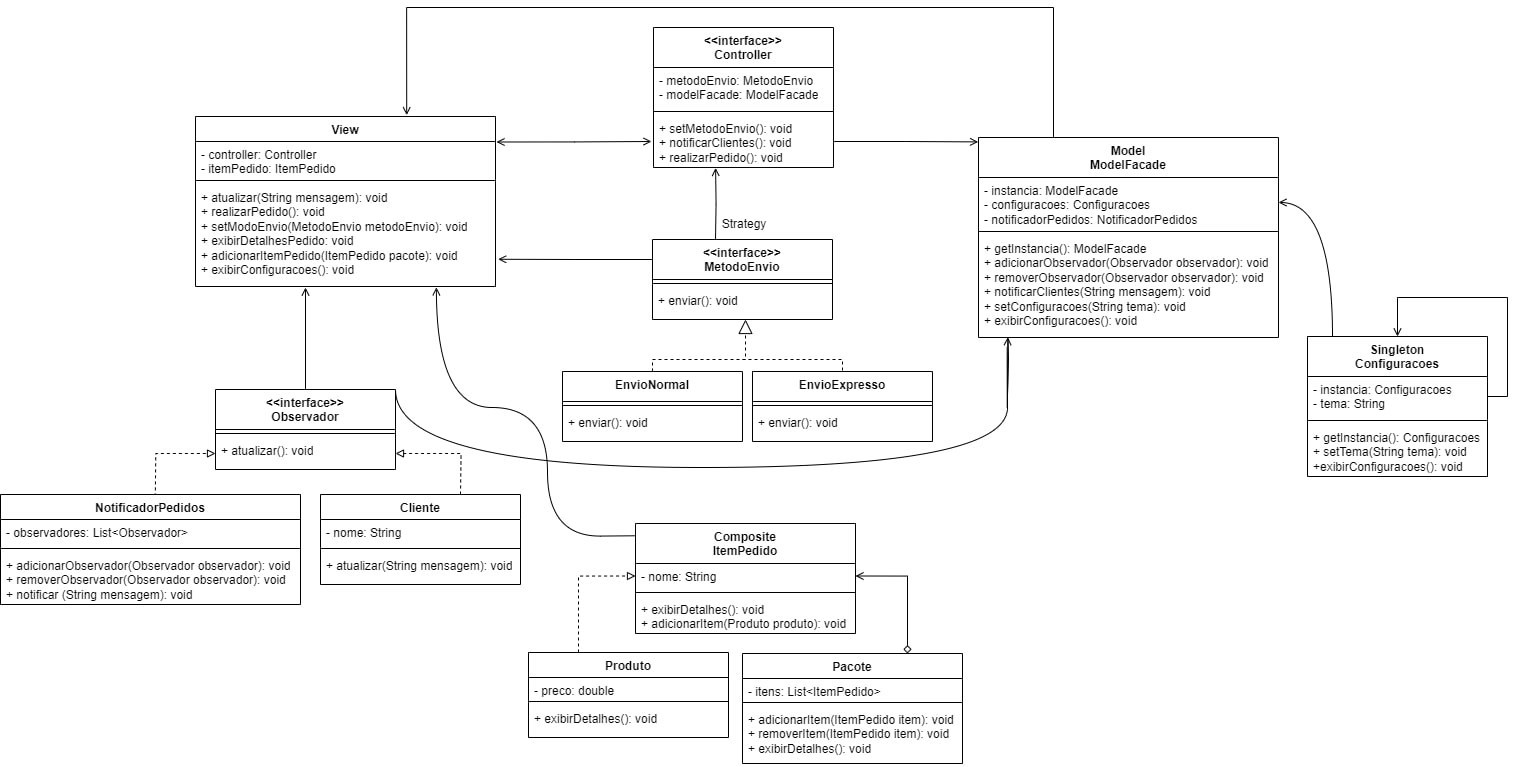 <<interface>>
Controller
- metodoEnvio: MetodoEnvio
- modelFacade: ModelFacade
+ setMetodoEnvio(): void
+ notificarClientes(): void
+ realizarPedido(): void
View
- controller: Controller
- itemPedido: ItemPedido
+ atualizar(String mensagem): void
+ realizarPedido(): void
+ setModoEnvio(MetodoEnvio metodoEnvio): void
+ exibirDetalhesPedido: void
+ adicionarItemPedido(ItemPedido pacote): void
+ exibirConfiguracoes(): void
Model
ModelFacade
- instancia: ModelFacade
- configuracoes: Configuracoes
- notificadorPedidos: NotificadorPedidos
+ getInstancia(): ModelFacade
+ adicionarObservador(Observador observador): void
+ removerObservador(Observador observador): void
+ notificarClientes(String mensagem): void
+ setConfiguracoes(String tema): void
+ exibirConfiguracoes(): void
Strategy
<<interface>>
MetodoEnvio
+ enviar(): void
EnvioNormal
+ enviar(): void
EnvioExpresso
+ enviar(): void
Singleton
Configuracoes
- instancia: Configuracoes
- tema: String
+ getInstancia(): Configuracoes
+ setTema(String tema): void
+exibirConfiguracoes(): void
<<interface>>
Observador
+ atualizar(): void
NotificadorPedidos
- observadores: List<Observador>
+ adicionarObservador(Observador observador): void
+ removerObservador(Observador observador): void
+ notificar (String mensagem): void
Cliente
- nome: String
+ atualizar(String mensagem): void
Composite
ItemPedido
- nome: String
+ exibirDetalhes(): void
+ adicionarItem(Produto produto): void
Produto
- preco: double
+ exibirDetalhes(): void
Pacote
- itens: List<ItemPedido>
+ adicionarItem(ItemPedido item): void
+ removerItem(ItemPedido item): void
+ exibirDetalhes(): void